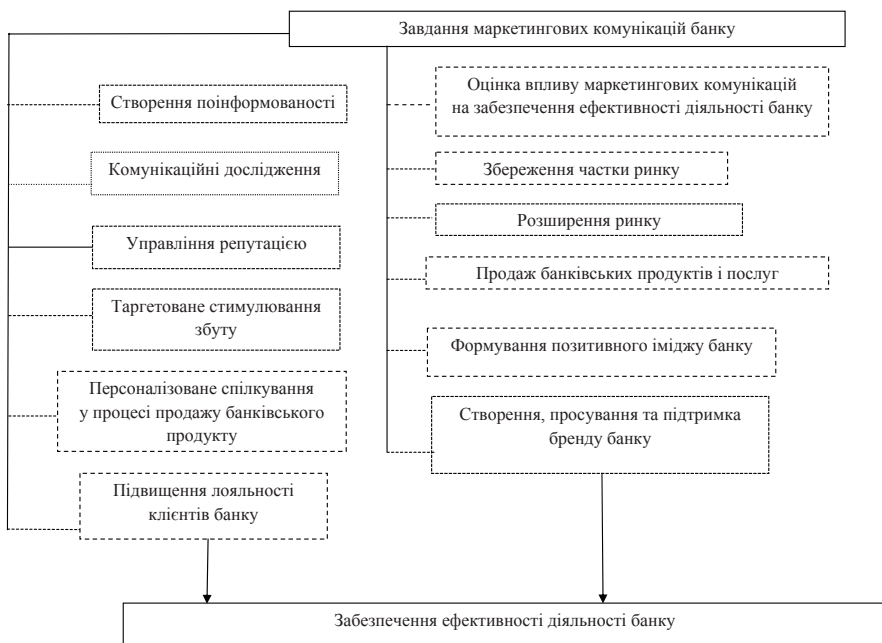 Завдання маркетингових комунікацій банку
Створення поінформованості
Комунікаційні дослідження
Управління репутацією
Таргетоване стимулювання
збуту
Персоналізоване спілкування
у процесі продажу банківського
продукту
Підвищення лояльності
клієнтів банку
Оцінка впливу маркетингових комунікацій
на забезпечення ефективності діяльності банку
Збереження частки ринку
Розширення ринку
Продаж банківських продуктів і послуг
Формування позитивного іміджу банку
Створення, просування та підтримка
бренду банку
Забезпечення ефективності діяльності банку